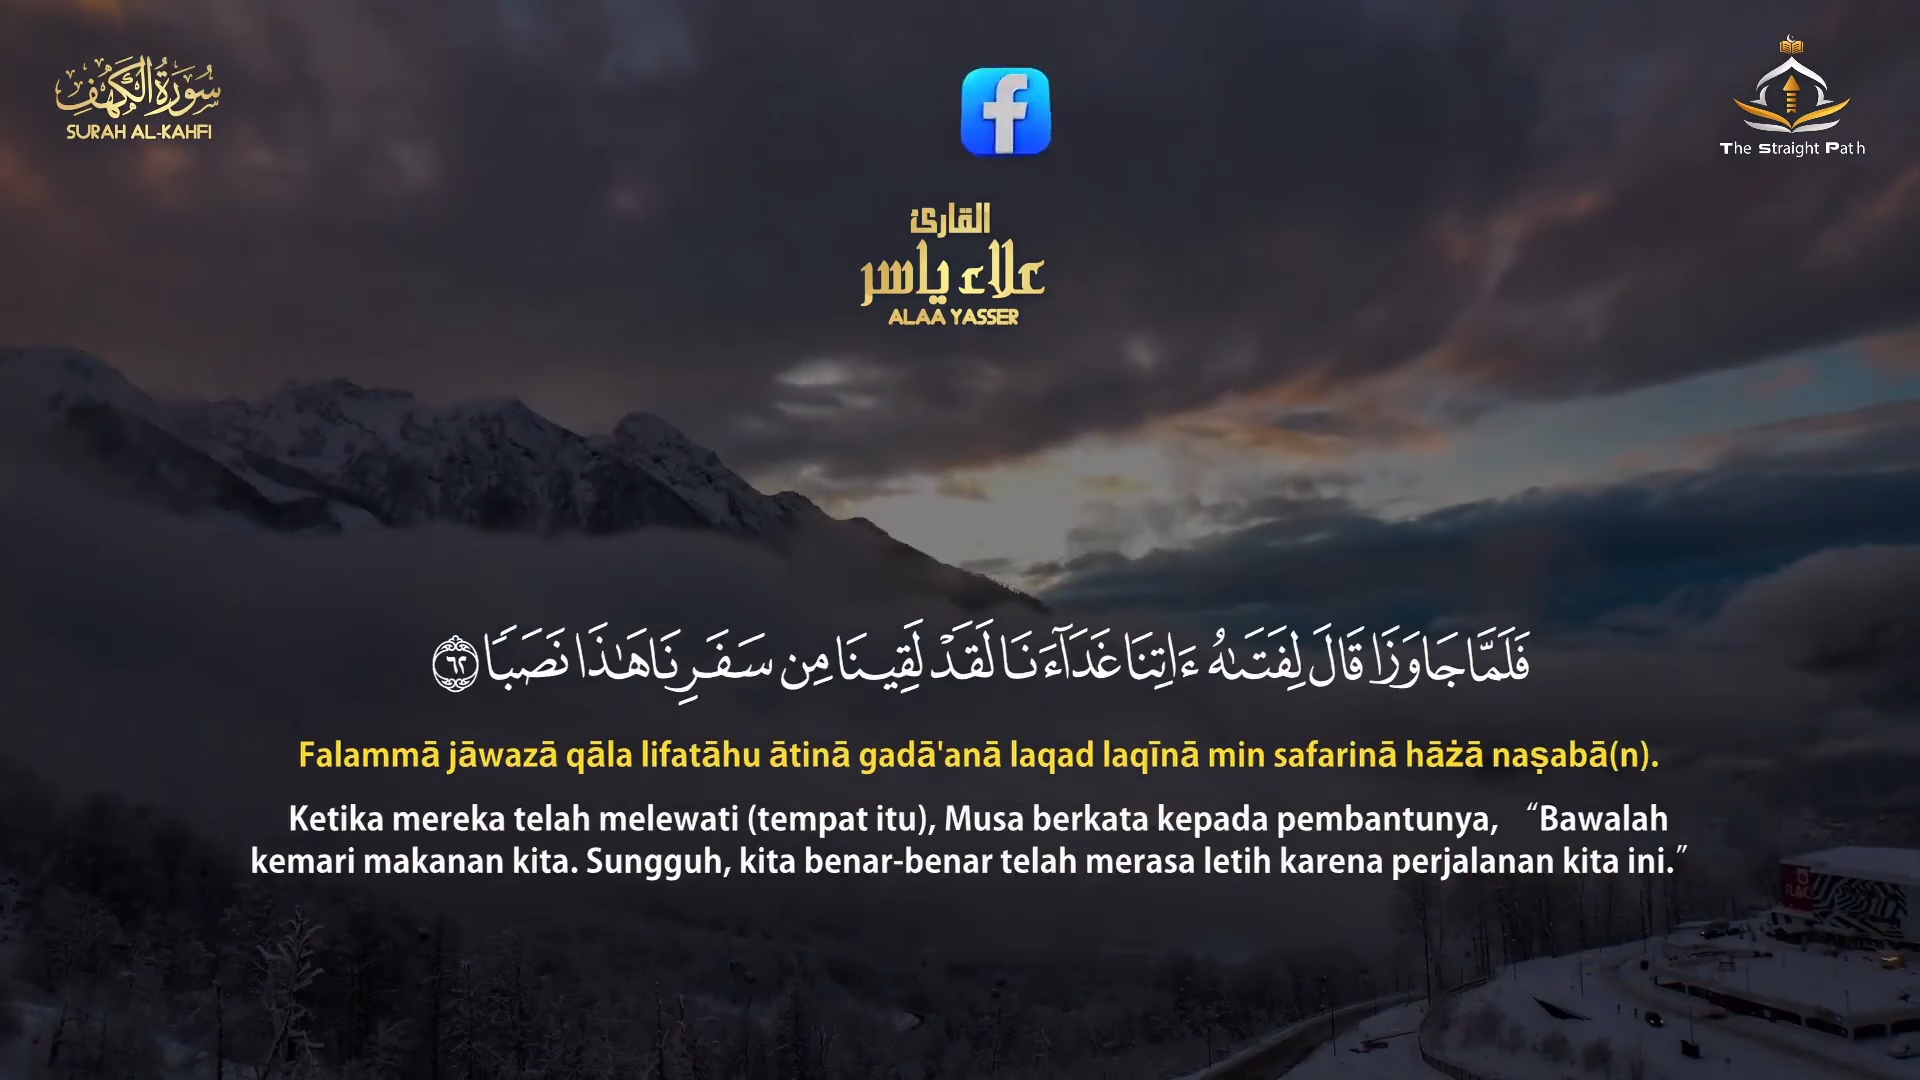 سُورَةُ الْكَهْفِ
SURAH AL-KAHFI
The Straight Path
القارئ
علاء ياسر
ALAA YASSER
فَلَمَّا جَاوَزَا قَالَ لِفَتَىٰهُ ءَاتِنَا غَدَآءَنَا لَقَدْ لَقِينَا مِن سَفَرِنَا هَٰذَا نَصَبًا ٦٢
Falammā jāwazā qāla lifatāhu ātinā gadā'anā laqad laqīnā min safarinā hāżā naṣabā(n).
Ketika mereka telah melewati (tempat itu), Musa berkata kepada pembantunya, “Bawalah
kemari makanan kita. Sungguh, kita benar-benar telah merasa letih karena perjalanan kita ini.”